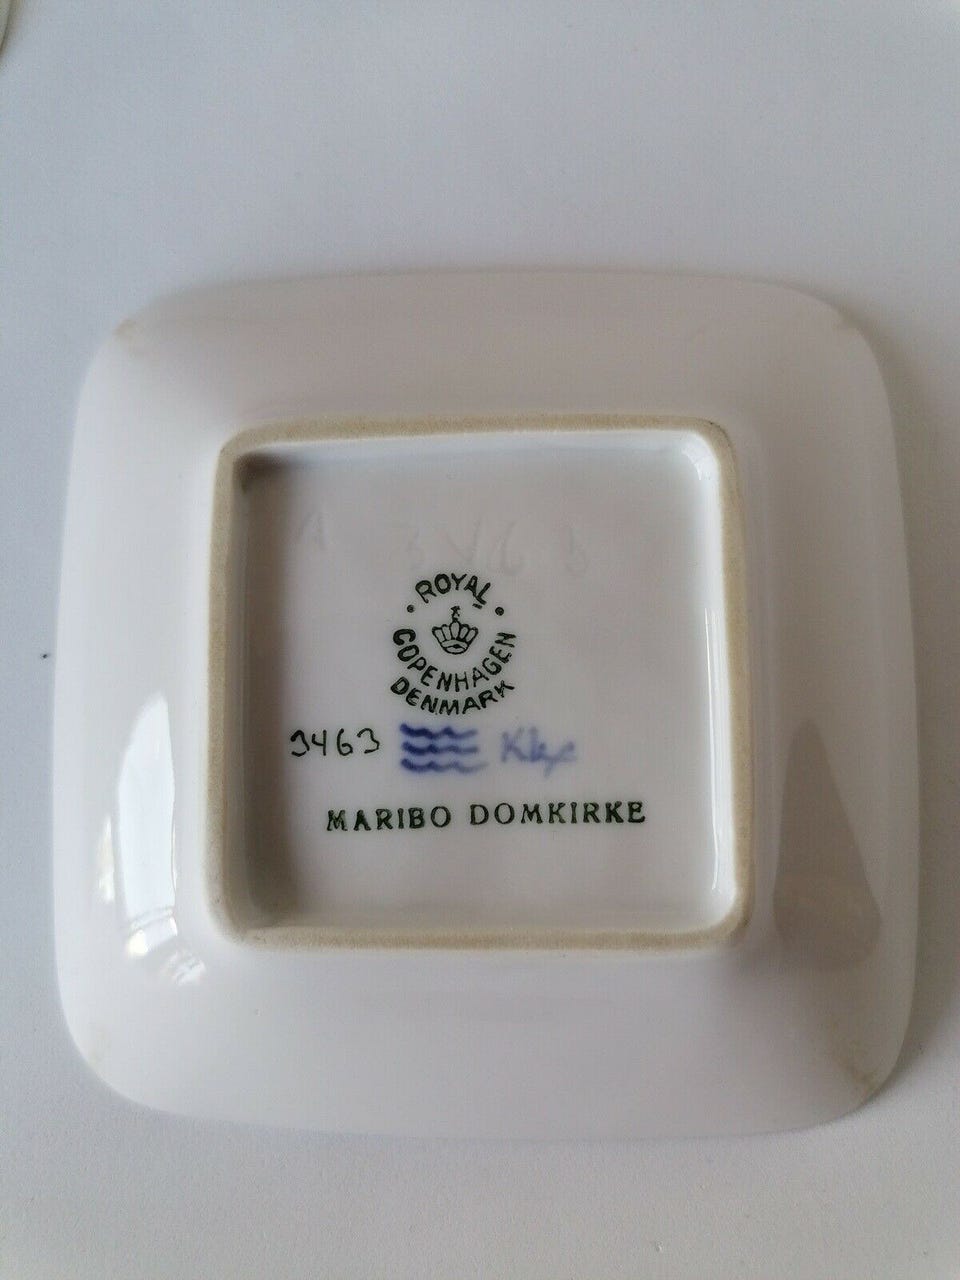 ROYAL
COPENHAGEN
DENMARK
3463
MARIBO DOMKIRKE